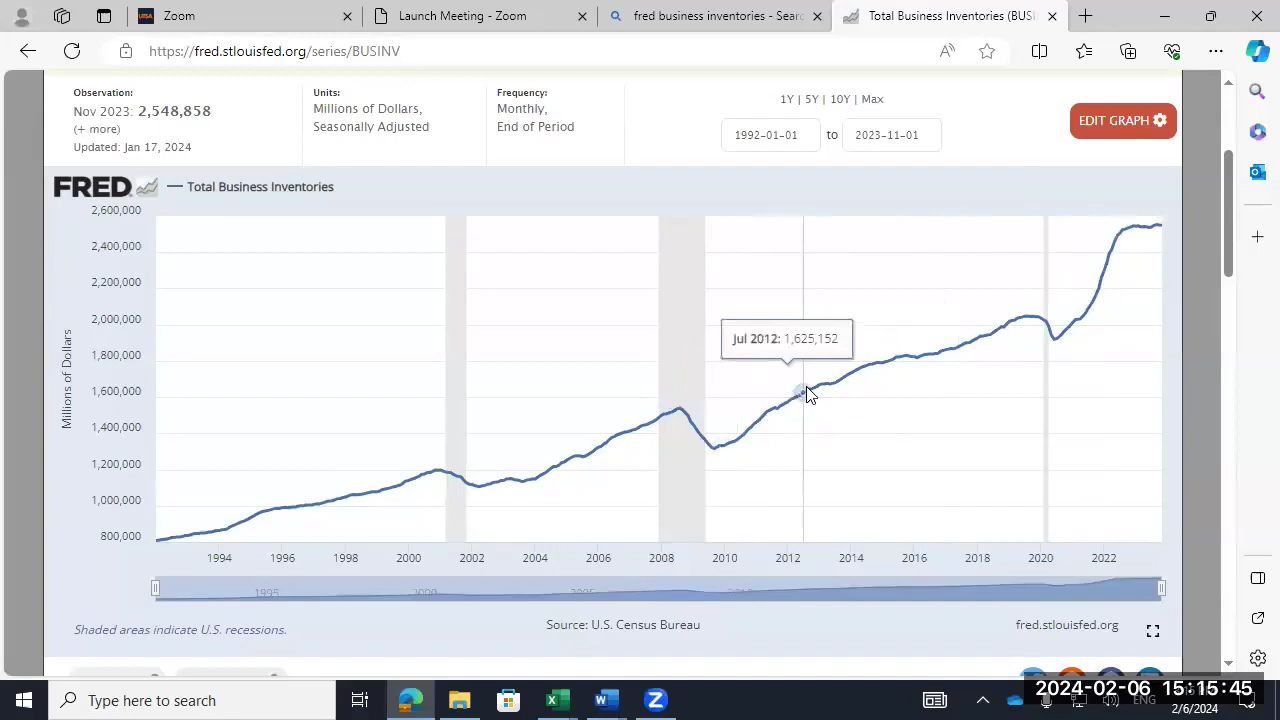 Zoom
Launch Meeting - Zoom
fred business inventories - Sear
Total Business Inventories (BUSI
https://fred.stlouisfed.org/series/BUSINV
Observation:
Nov 2023: 2,548,858
(+ more)
Updated: Jan 17, 2024
Units:
Millions of Dollars,
Seasonally Adjusted
Frequency:
Monthly,
End of Period
1Y | 5Y | 10Y | Max
1992-01-01 to 2023-11-01
EDIT GRAPH
FRED
Total Business Inventories
2,600,000
2,400,000
2,200,000
2,000,000
1,800,000
1,600,000
1,400,000
1,200,000
1,000,000
800,000
Millions of Dollars
Jul 2012: 1,625,152
1994 1996 1998 2000 2002 2004 2006 2008 2010 2012 2014 2016 2018 2020 2022
1995 2000 2005 2010
Shaded areas indicate U.S. recessions.
Source: U.S. Census Bureau
fred.stlouisfed.org
Type here to search
ENG
2024-02-06 15:15:45
2/6/2024